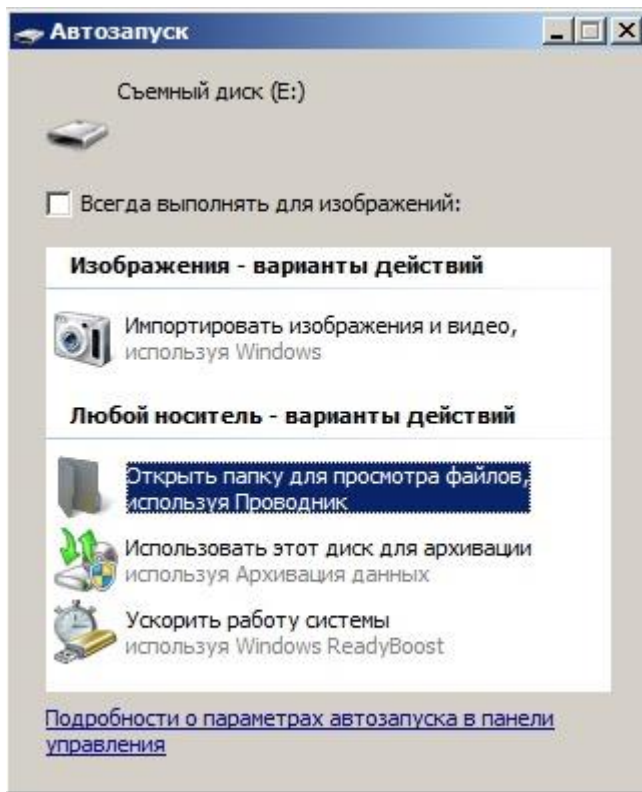 Автозапуск
Съемный диск (E:)
Всегда выполнять для изображений:
Изображения - варианты действий
Импортировать изображения и видео,
используя Windows
Любой носитель - варианты действий
Открыть папку для просмотра файлов,
используя Проводник
Использовать этот диск для архивации
используя Архивация данных
Ускорить работу системы
используя Windows ReadyBoost
Подробности о параметрах автозапуска в панели
управления